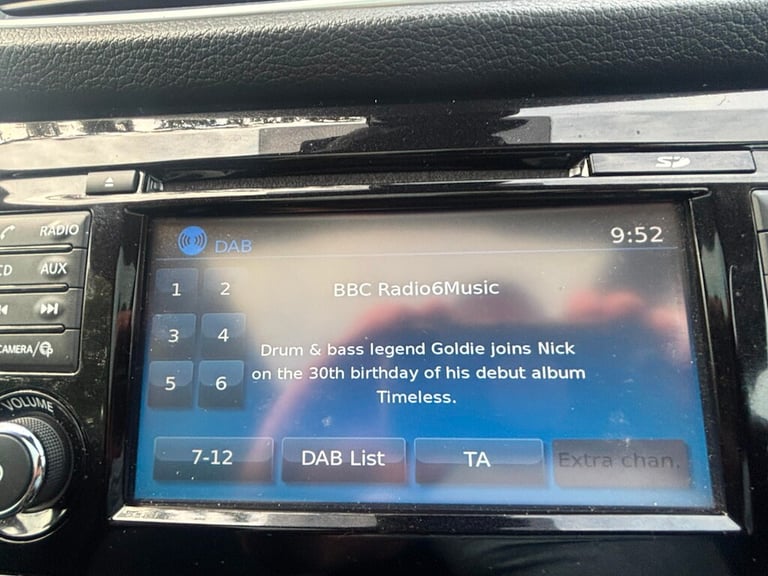 SD
RADIO
CD AUX
CAMERA/
VOLUME
DAB
9:52
1 2
BBC Radio6Music
3 4
Drum & bass legend Goldie joins Nick
5 6
on the 30th birthday of his debut album
Timeless.
7-12 DAB List TA Extra chan.